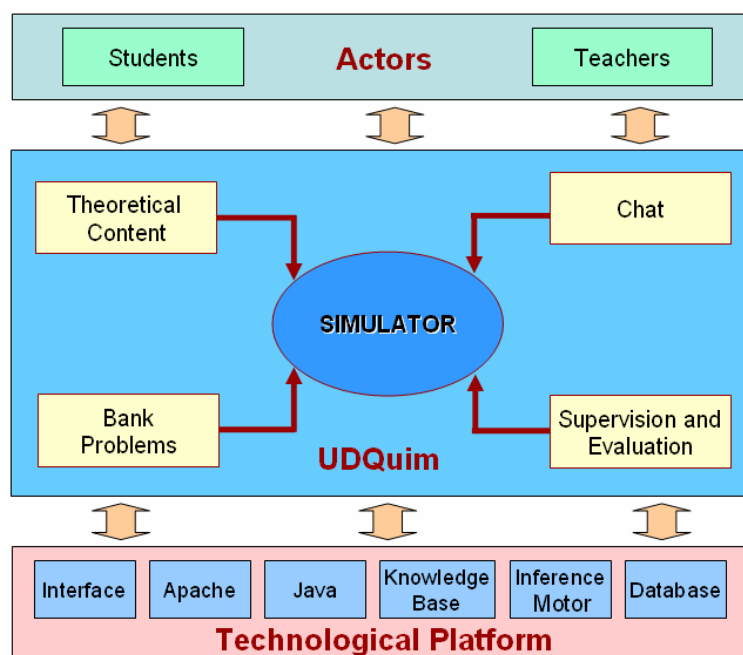 Students
Actors
Teachers
Theoretical
Content
Chat
SIMULATOR
Bank
Problems
Supervision and
Evaluation
UDQuim
Interface
Apache
Java
Knowledge
Base
Inference
Motor
Database
Technological Platform